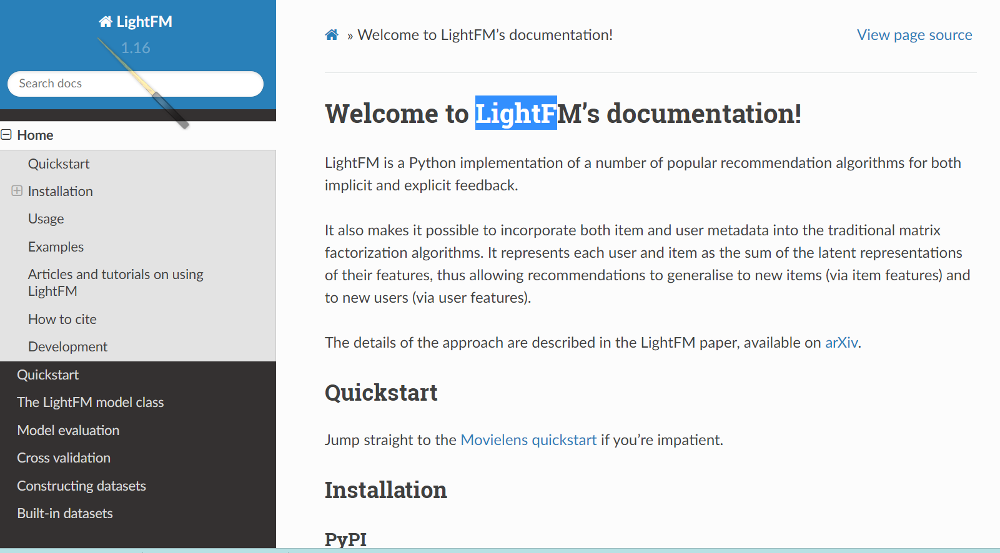 LightFM
1.16
Search docs
Home
Quickstart
Installation
Usage
Examples
Articles and tutorials on using
LightFM
How to cite
Development
Quickstart
The LightFM model class
Model evaluation
Cross validation
Constructing datasets
Built-in datasets
» Welcome to LightFM’s documentation!
View page source
Welcome to LightFM’s documentation!
LightFM is a Python implementation of a number of popular recommendation algorithms for both
implicit and explicit feedback.
It also makes it possible to incorporate both item and user metadata into the traditional matrix
factorization algorithms. It represents each user and item as the sum of the latent representations
of their features, thus allowing recommendations to generalise to new items (via item features) and
to new users (via user features).
The details of the approach are described in the LightFM paper, available on arXiv.
Quickstart
Jump straight to the Movielens quickstart if you’re impatient.
Installation
PyPI